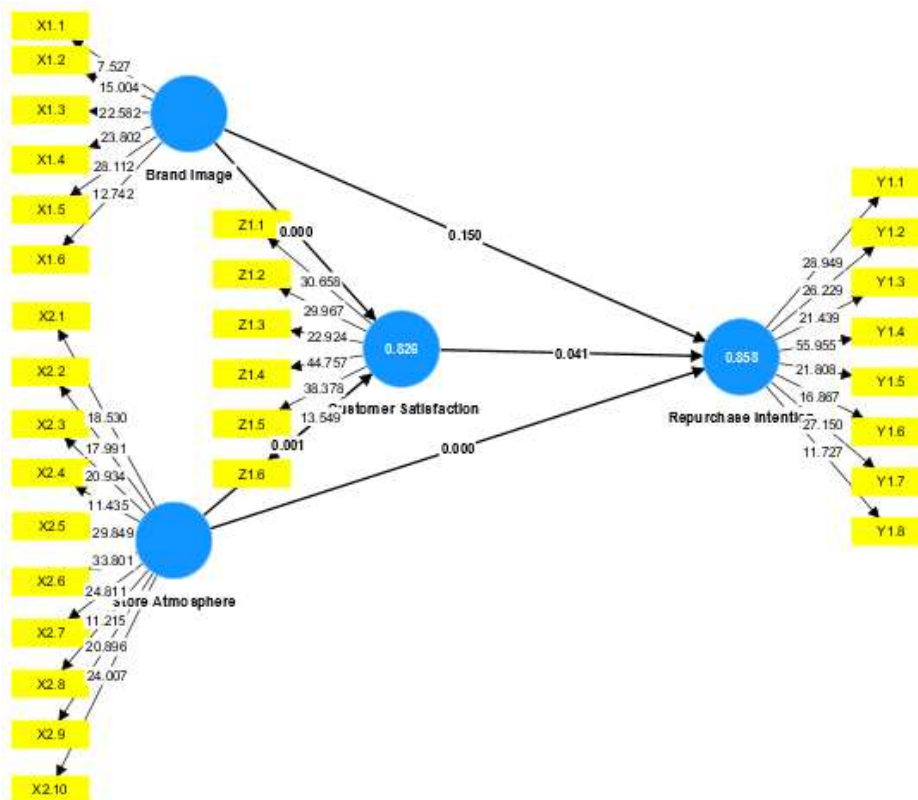 X1.1
X1.2
X1.3
X1.4
X1.5
X1.6
7.527
15.004
22.582
23.802
28.112
12.742
Brand Image
0.000
0.150
Z1.1
Z1.2
Z1.3
Z1.4
Z1.5
Z1.6
30.658
29.967
22.924
44.757
38.378
13.549
0.826
Customer Satisfaction
0.041
0.001
0.000
X2.1
X2.2
X2.3
X2.4
X2.5
X2.6
X2.7
X2.8
X2.9
X2.10
18.530
17.991
20.934
11.435
29.849
33.801
24.811
11.215
20.896
24.007
Store Atmosphere
0.858
Repurchase Intention
28.949
26.229
21.439
55.955
21.808
16.867
27.150
11.727
Y1.1
Y1.2
Y1.3
Y1.4
Y1.5
Y1.6
Y1.7
Y1.8